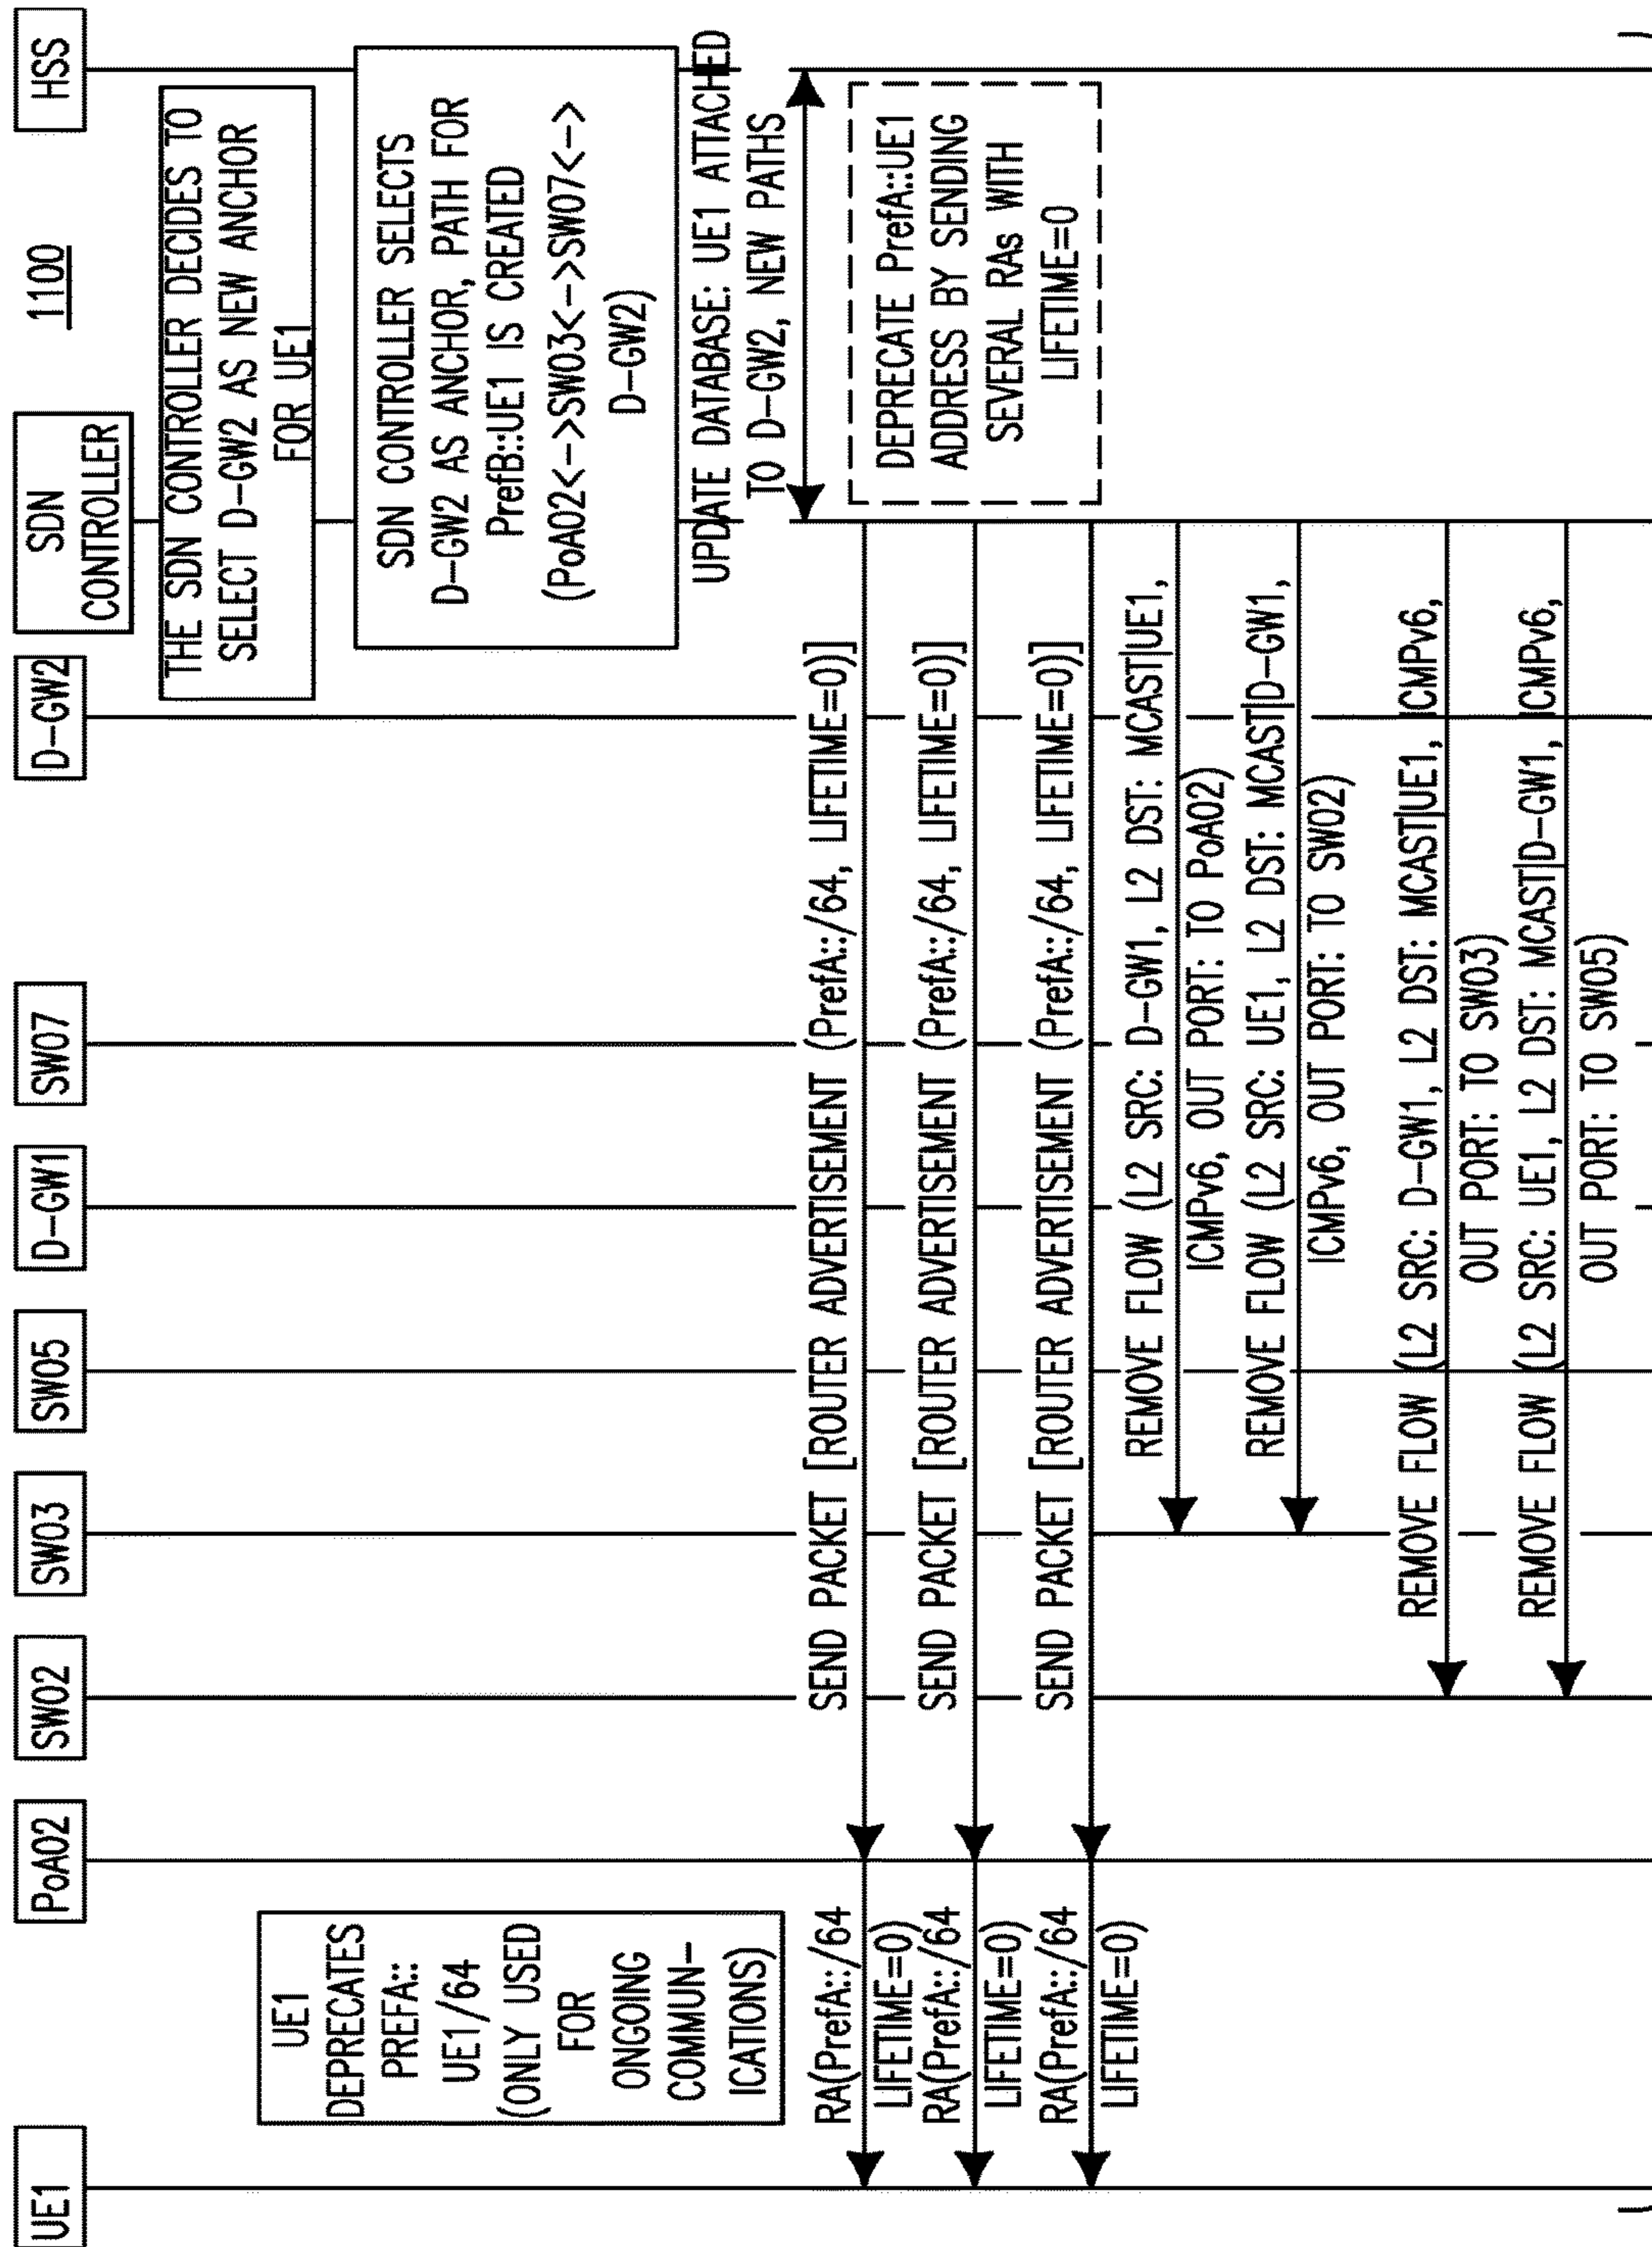 1100
UE1
PoA02
SW02
SW03
SW05
D-GW1
SW07
D-GW2
SDN
CONTROLLER
HSS
THE SDN CONTROLLER DECIDES TO
SELECT D-GW2 AS NEW ANCHOR
FOR UE1
UE1
DEPRECATES
PREFA::
UE1/64
(ONLY USED
FOR
ONGOING
COMMUN-
ICATIONS)
SDN CONTROLLER SELECTS
D-GW2 AS ANCHOR, PATH FOR
PrefB::UE1 IS CREATED
(PoA02<->SW03<->SW07<->
D-GW2)
UPDATE DATABASE: UE1 ATTACHED
TO D-GW2, NEW PATHS
DEPRECATE PrefA::UE1
ADDRESS BY SENDING
SEVERAL RAs WITH
LIFETIME=0
SEND PACKET [ROUTER ADVERTISEMENT (PrefA::/64, LIFETIME=0)]
RA(PrefA::/64
LIFETIME=0)
SEND PACKET [ROUTER ADVERTISEMENT (PrefA::/64, LIFETIME=0)]
RA(PrefA::/64
LIFETIME=0)
SEND PACKET [ROUTER ADVERTISEMENT (PrefA::/64, LIFETIME=0)]
RA(PrefA::/64
LIFETIME=0)
REMOVE FLOW (L2 SRC: D-GW1, L2 DST: MCAST|UE1,
ICMPv6, OUT PORT: TO PoA02)
REMOVE FLOW (L2 SRC: UE1, L2 DST: MCAST|D-GW1,
ICMPv6, OUT PORT: TO SW02)
REMOVE FLOW (L2 SRC: D-GW1, L2 DST: MCAST|UE1, ICMPv6,
OUT PORT: TO SW03)
REMOVE FLOW (L2 SRC: UE1, L2 DST: MCAST|D-GW1, ICMPv6,
OUT PORT: TO SW05)